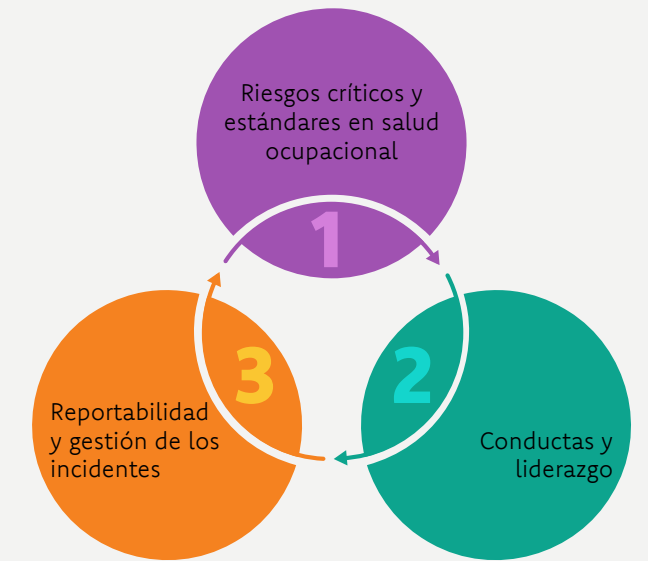 Riesgos críticos y
estándares en salud
ocupacional
1
2
Conductas y
liderazgo
3
Reportabilidad
y gestión de los
incidentes